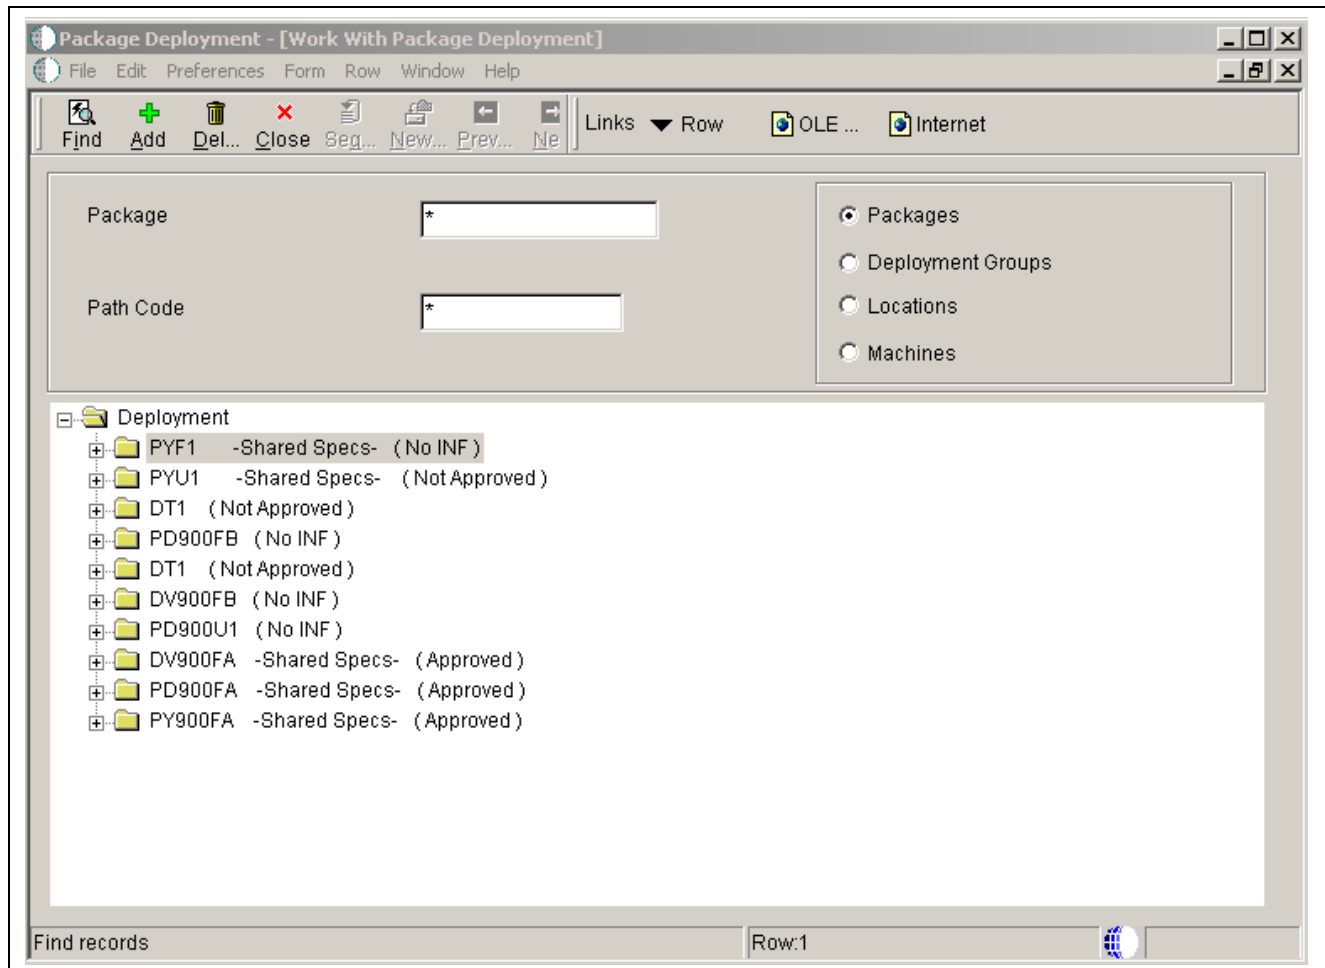 Package Deployment - [Work With Package Deployment]
File Edit Preferences Form Row Window Help
Find Add Del... Close Seq... New... Prev... Ne Links Row OLE ... Internet
Package * Packages
Deployment Groups
Path Code * Locations
Machines
Deployment
PYF1 -Shared Specs- ( No INF )
PYU1 -Shared Specs- ( Not Approved )
DT1 ( Not Approved )
PD900FB ( No INF )
DT1 ( Not Approved )
DV900FB ( No INF )
PD900U1 ( No INF )
DV900FA -Shared Specs- ( Approved )
PD900FA -Shared Specs- ( Approved )
PY900FA -Shared Specs- ( Approved )
Find records Row:1